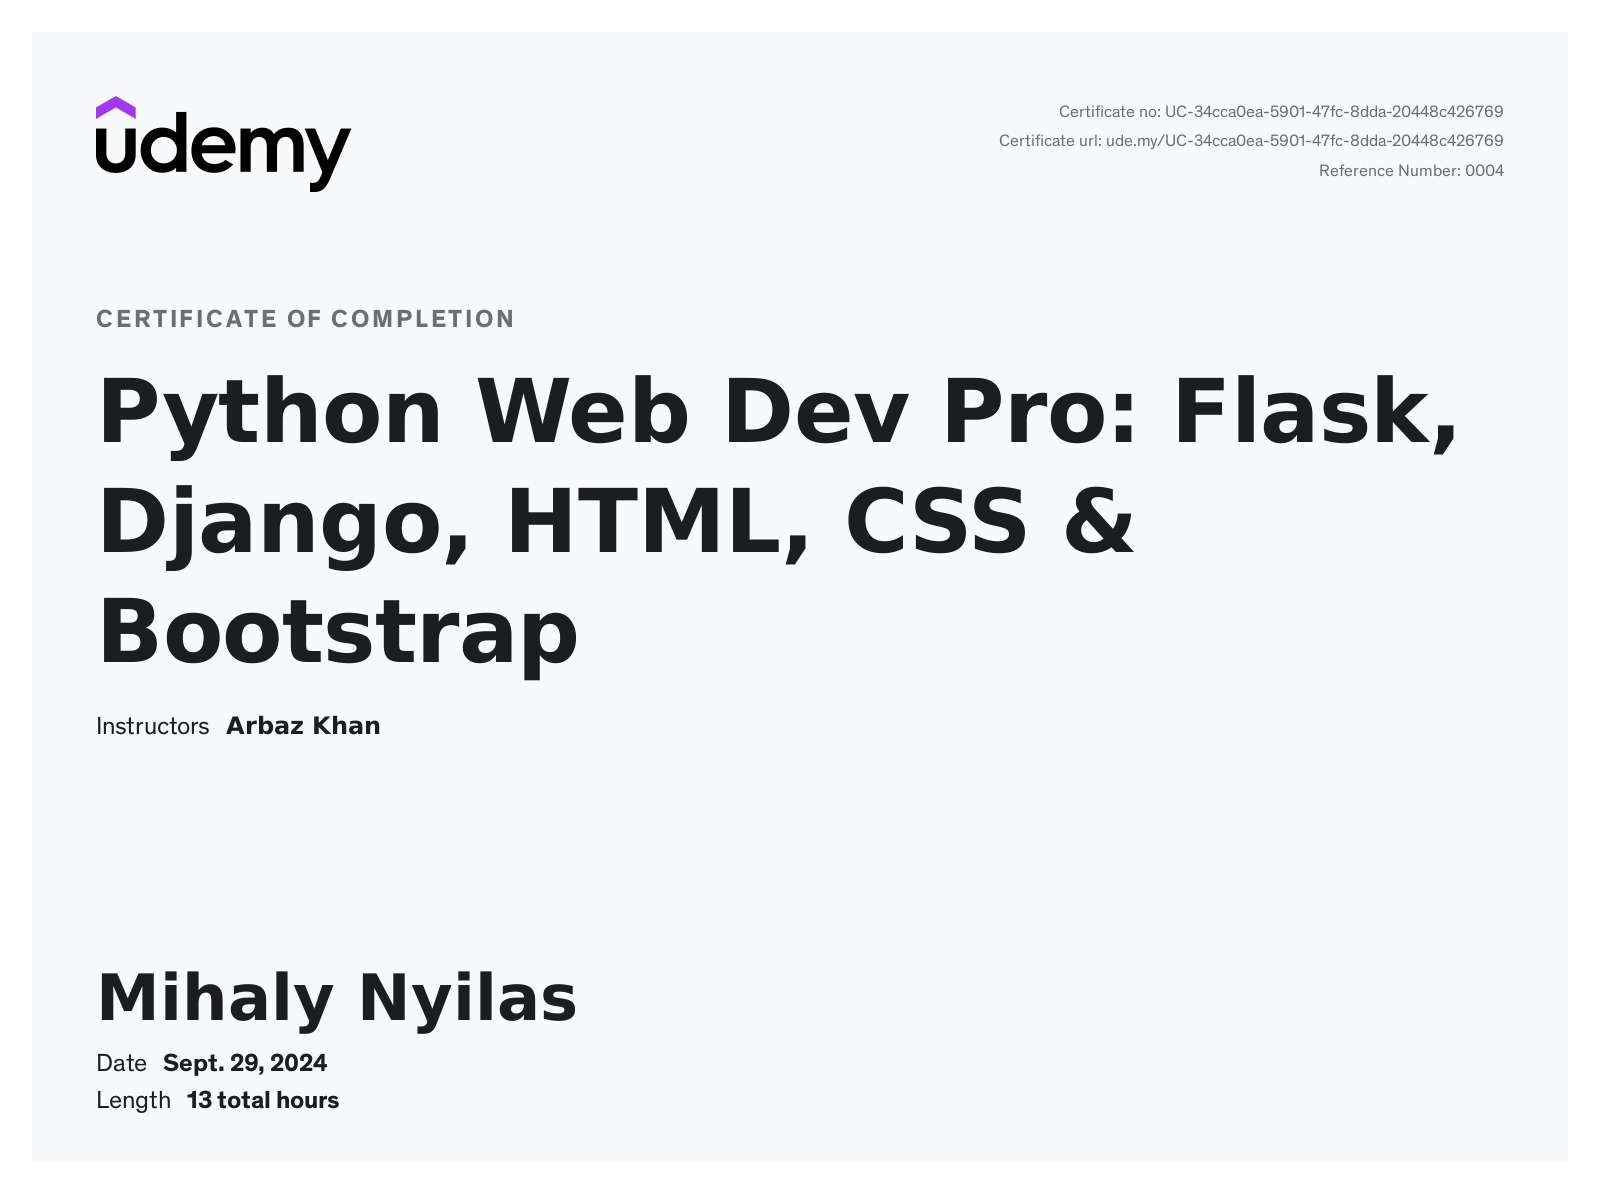 udemy
Certificate no: UC-34cca0ea-5901-47fc-8dda-20448c426769
Certificate url: ude.my/UC-34cca0ea-5901-47fc-8dda-20448c426769
Reference Number: 0004
CERTIFICATE OF COMPLETION
Python Web Dev Pro: Flask,
Django, HTML, CSS &
Bootstrap
Instructors Arbaz Khan
Mihaly Nyilas
Date Sept. 29, 2024
Length 13 total hours